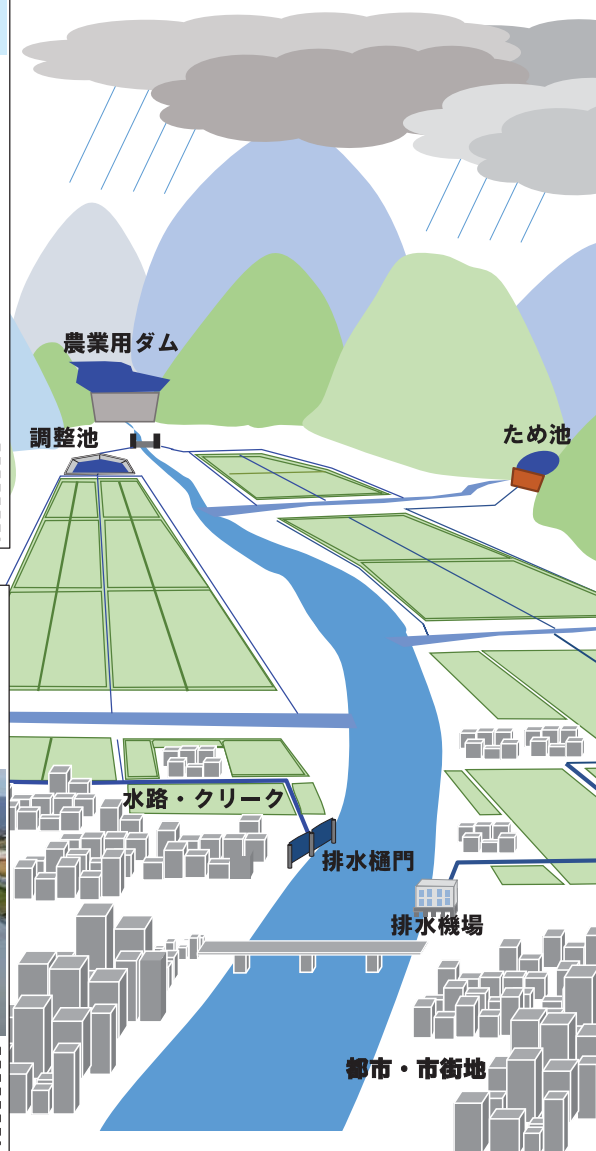 農業用ダム
調整池
ため池
水路・クリーク
排水樋門
排水機場
都市・市街地